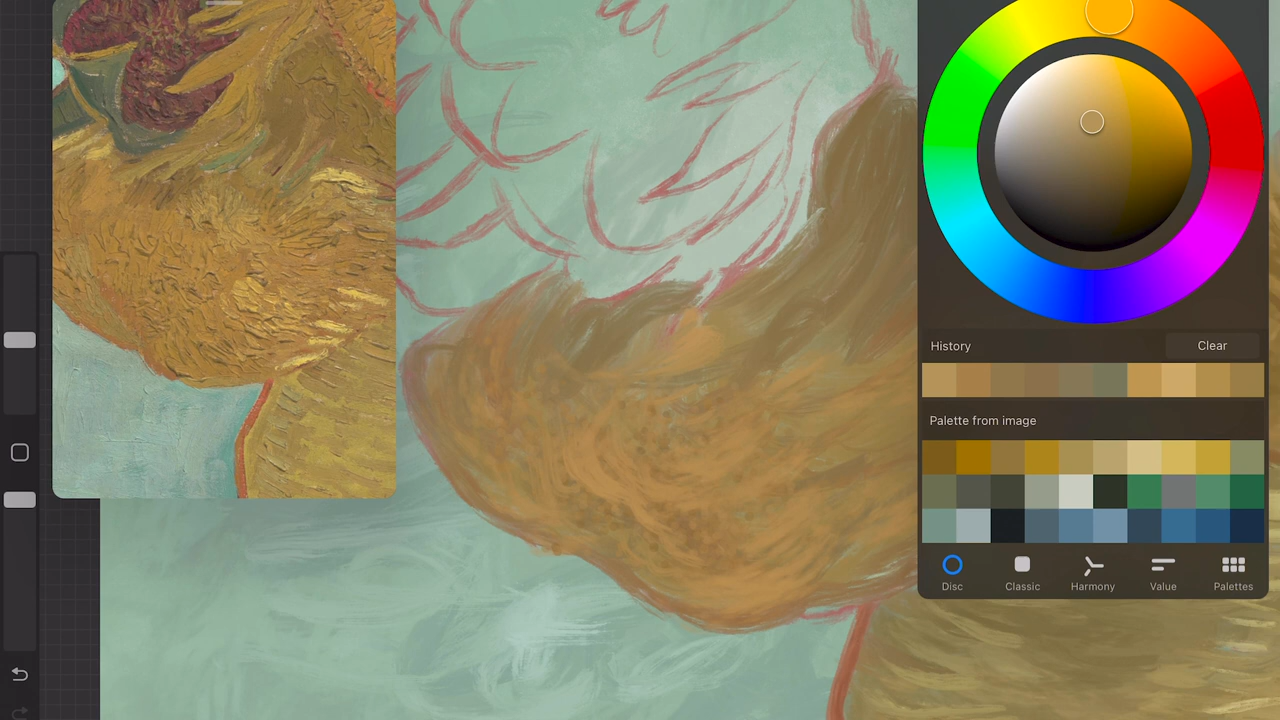 History
Clear
Palette from image
Disc
Classic
Harmony
Value
Palettes